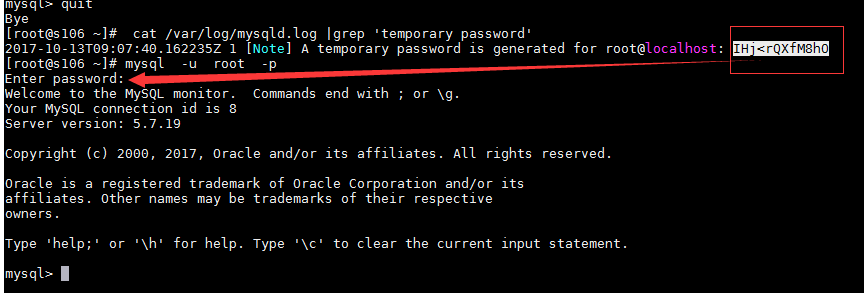 mysql> quit
Bye
[root@s106 ~]#  cat /var/log/mysqld.log |grep 'temporary password'
2017-10-13T09:07:40.162235Z 1 [Note] A temporary password is generated for root@localhost: IHj<rQXfM8hO
[root@s106 ~]# mysql  -u  root  -p
Enter password:
Welcome to the MySQL monitor.  Commands end with ; or \g.
Your MySQL connection id is 8
Server version: 5.7.19
Copyright (c) 2000, 2017, Oracle and/or its affiliates. All rights reserved.
Oracle is a registered trademark of Oracle Corporation and/or its
affiliates. Other names may be trademarks of their respective
owners.
Type 'help;' or '\h' for help. Type '\c' to clear the current input statement.
mysql>